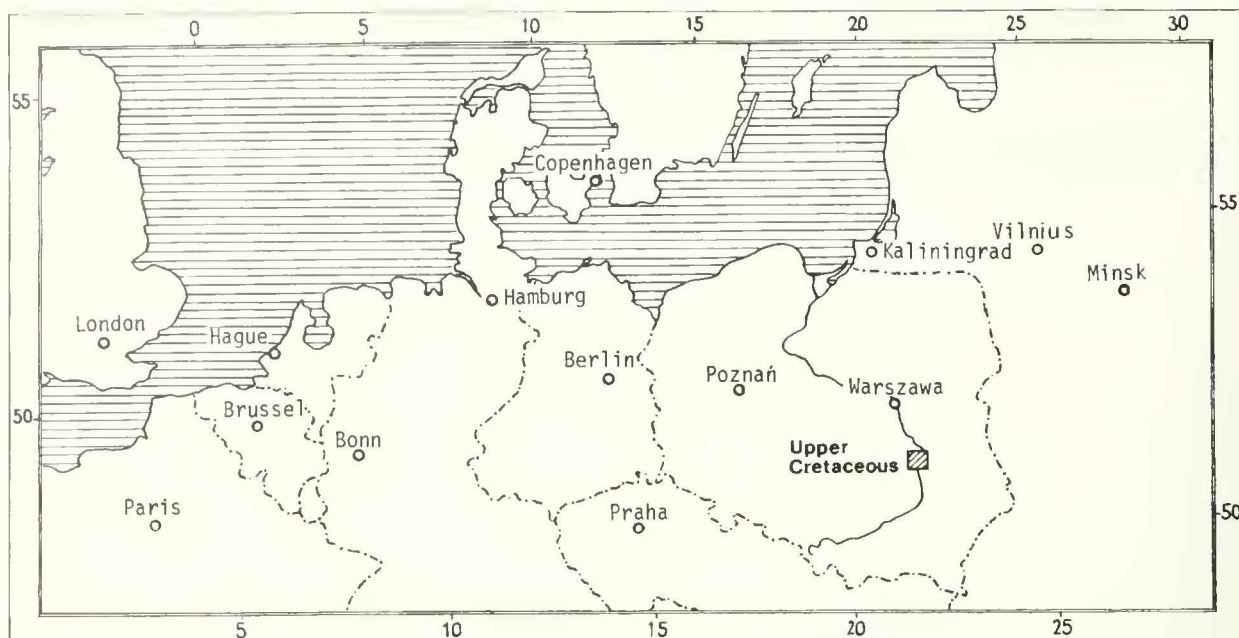 0 5 10 13 15 20 25 30
55
55
Copenhagen
Kaliningrad
Vilnius
Minsk
Hamburg
London
Hague
Berlin
Poznań
Warszawa
50
Brussel
Bonn
Upper
Cretaceous
Paris
Praha
50
5 10 15 20 25